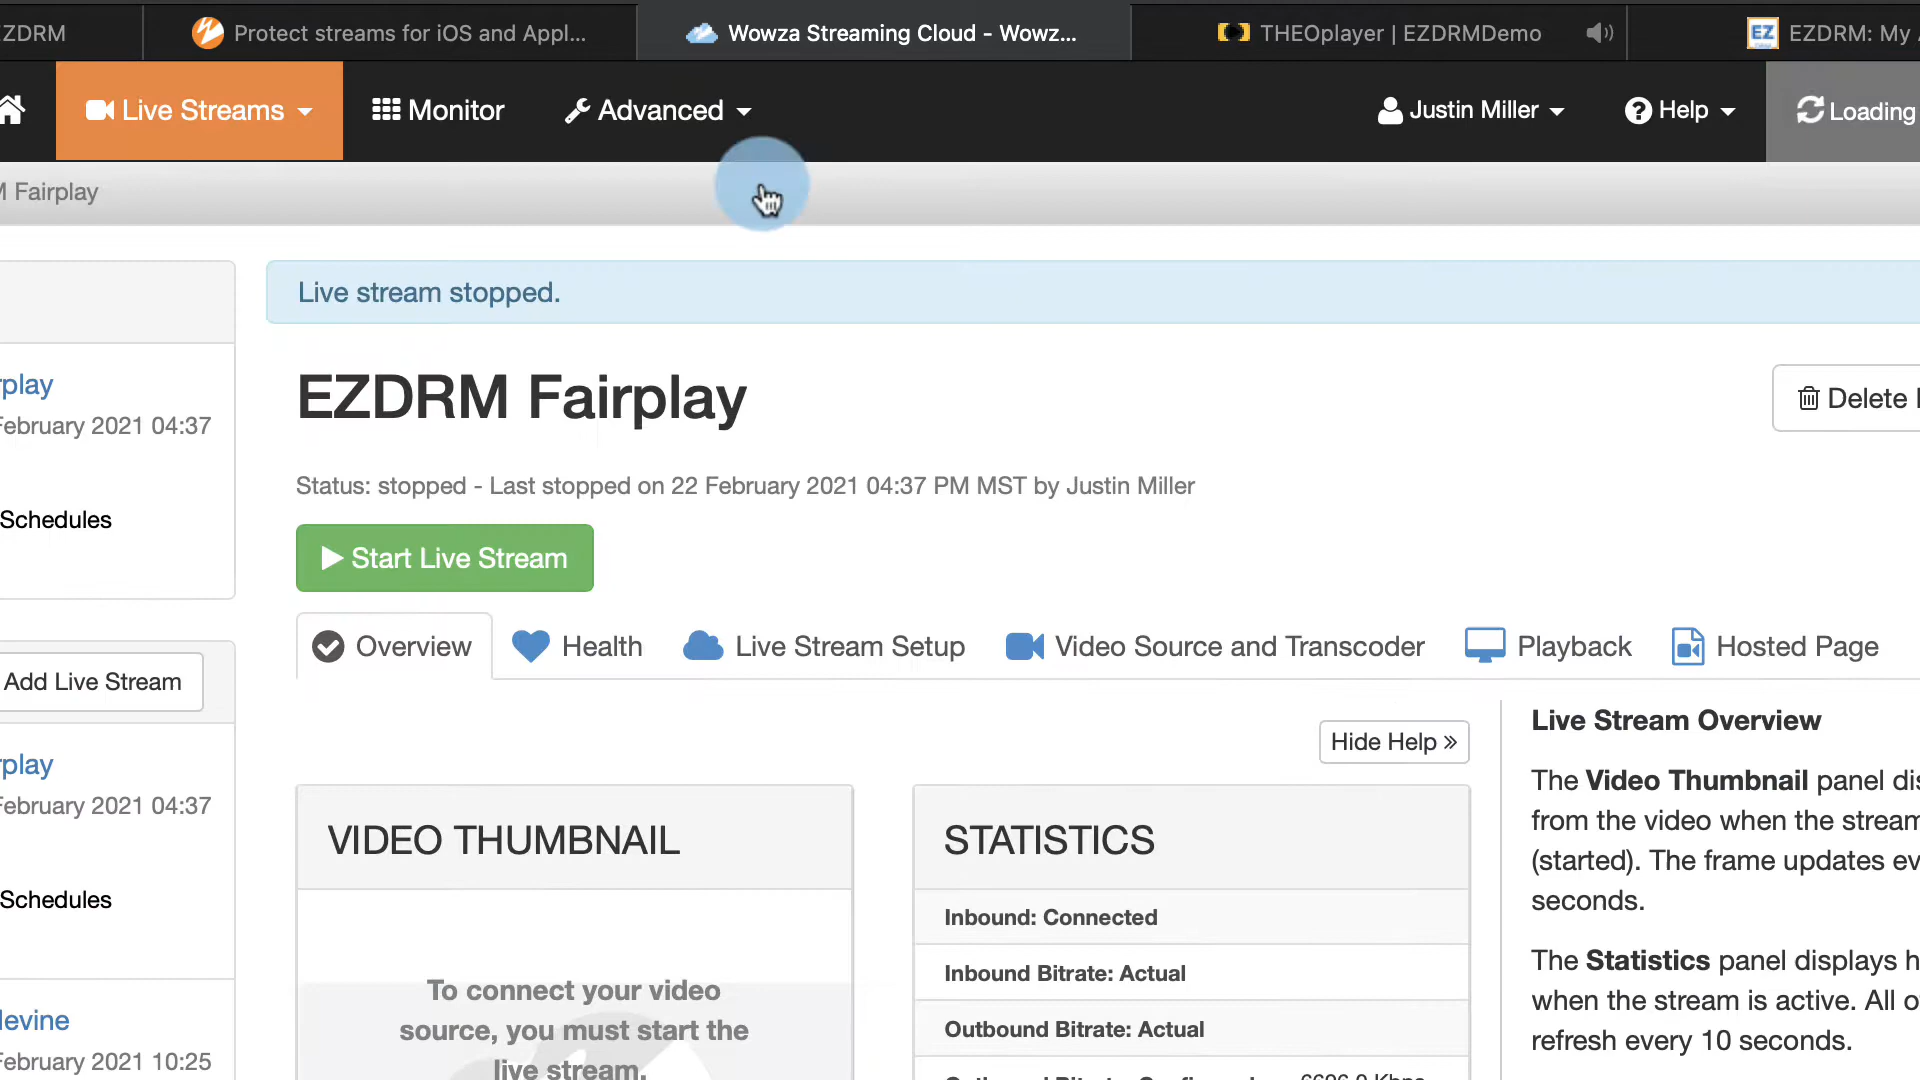 ZDRM
Protect streams for iOS and Appl...
Wowza Streaming Cloud - Wowz...
THEOplayer | EZDRMDemo
EZ EZDRM: My
Live Streams
Monitor
Advanced
Justin Miller
Help
Loading
Fairplay
Live stream stopped.
EZDRM Fairplay
Delete
Status: stopped - Last stopped on 22 February 2021 04:37 PM MST by Justin Miller
Start Live Stream
Overview
Health
Live Stream Setup
Video Source and Transcoder
Playback
Hosted Page
play
February 2021 04:37
Schedules
Add Live Stream
play
February 2021 04:37
Schedules
evine
February 2021 10:25
Hide Help »
VIDEO THUMBNAIL
To connect your video
source, you must start the
live stream.
STATISTICS
Inbound: Connected
Inbound Bitrate: Actual
Outbound Bitrate: Actual
Live Stream Overview
The Video Thumbnail panel
from the video when the stream
(started). The frame updates
seconds.
The Statistics panel displays
when the stream is active. All
refresh every 10 seconds.